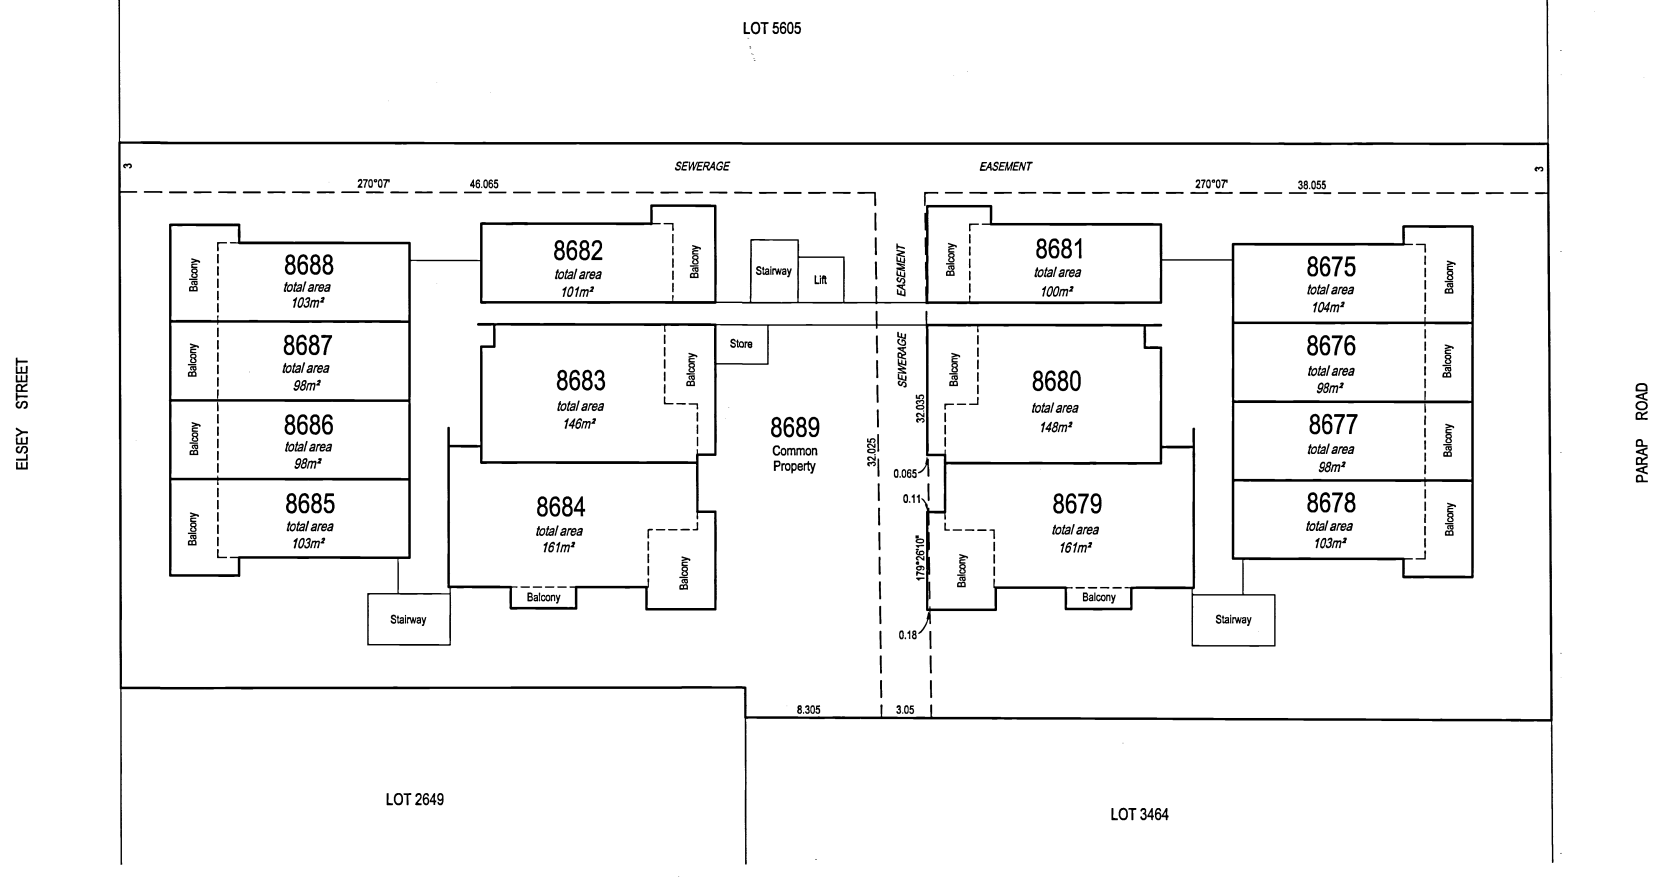 LOT 5605
SEWERAGE
EASEMENT
3
3
270°07'
46.065
270°07'
38.055
ELSEY STREET
PARAP ROAD
Balcony
8688
total area
103m²
Balcony
8687
total area
98m²
Balcony
8686
total area
98m²
Balcony
8685
total area
103m²
Stairway
8682
total area
101m²
Balcony
8683
total area
146m²
Balcony
8684
total area
161m²
Balcony
Balcony
Stairway
Lift
Store
8689
Common
Property
SEWERAGE
EASEMENT
32.025
32.035
0.065
0.11
179°26'10"
0.18
8.305
3.05
Balcony
8681
total area
100m²
Balcony
8680
total area
148m²
8679
total area
161m²
Balcony
Balcony
8675
total area
104m²
Balcony
8676
total area
98m²
Balcony
8677
total area
98m²
Balcony
8678
total area
103m²
Balcony
Stairway
LOT 2649
LOT 3464